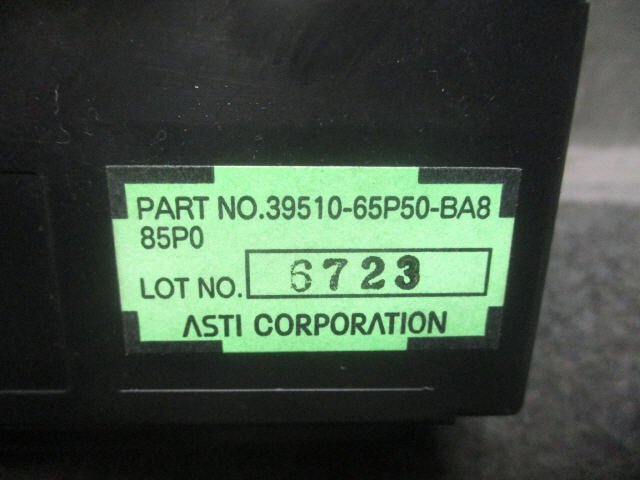 PART NO.39510-65P50-BA8
85P0
LOT NO. 6723
ASTI CORPORATION